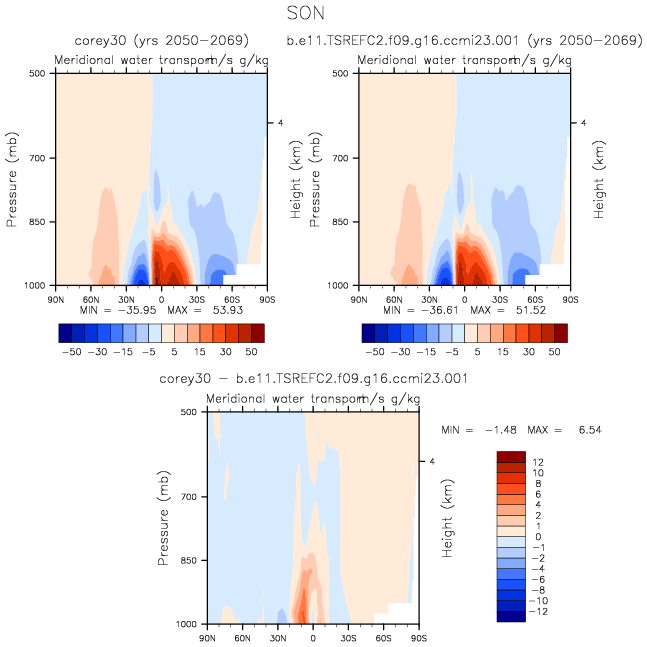 SON
corey30 (yrs 2050-2069)
b.e11.TSREFC2.f09.g16.ccmi23.001 (yrs 2050-2069)
Meridional water transport m/s g/kg
Meridional water transport m/s g/kg
500
700
850
1000
4
Pressure (mb)
Height (km)
90N 60N 30N 0 30S 60S 90S
MIN = -35.95 MAX = 53.93
-50 -30 -15 -5 5 15 30 50
500
700
850
1000
4
Pressure (mb)
Height (km)
90N 60N 30N 0 30S 60S 90S
MIN = -36.61 MAX = 51.52
-50 -30 -15 -5 5 15 30 50
corey30 - b.e11.TSREFC2.f09.g16.ccmi23.001
Meridional water transport m/s g/kg
500
700
850
1000
4
Pressure (mb)
Height (km)
90N 60N 30N 0 30S 60S 90S
MIN = -1.48 MAX = 6.54
12
10
8
6
4
2
1
0
-1
-2
-4
-6
-8
-10
-12